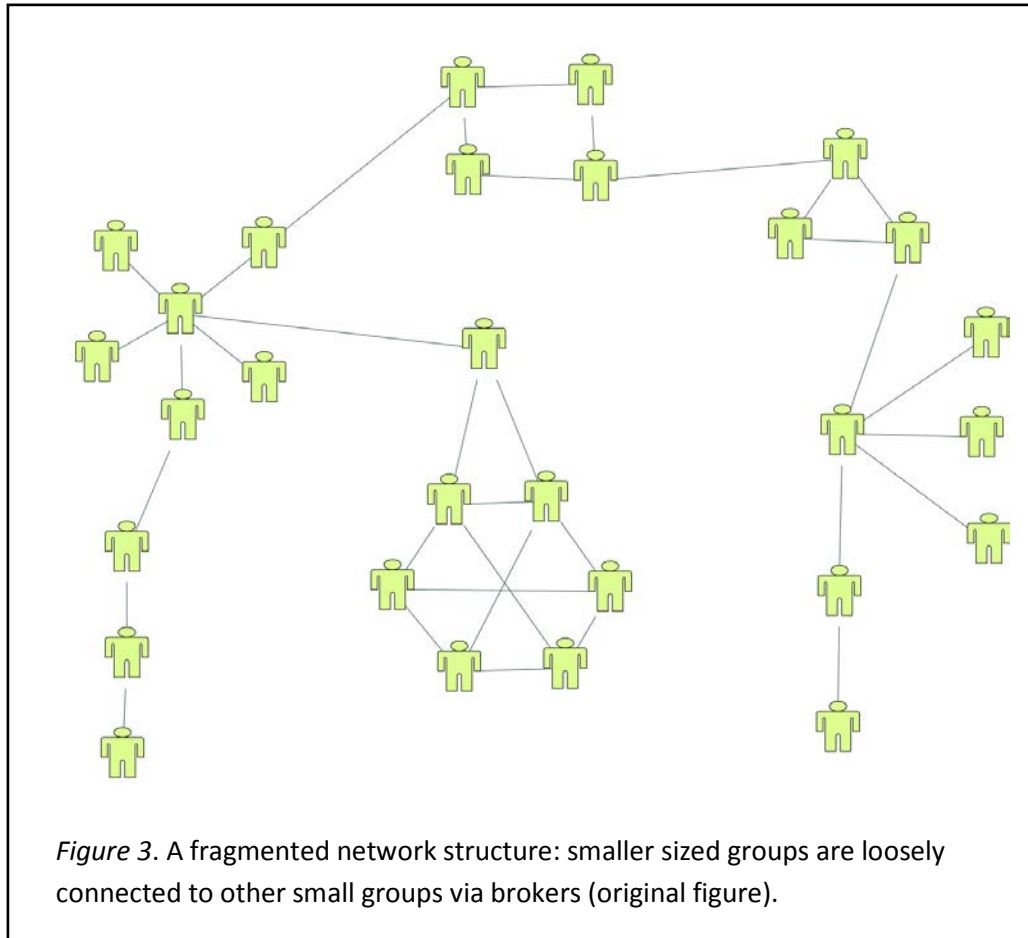 Figure 3. A fragmented network structure: smaller sized groups are loosely
connected to other small groups via brokers (original figure).